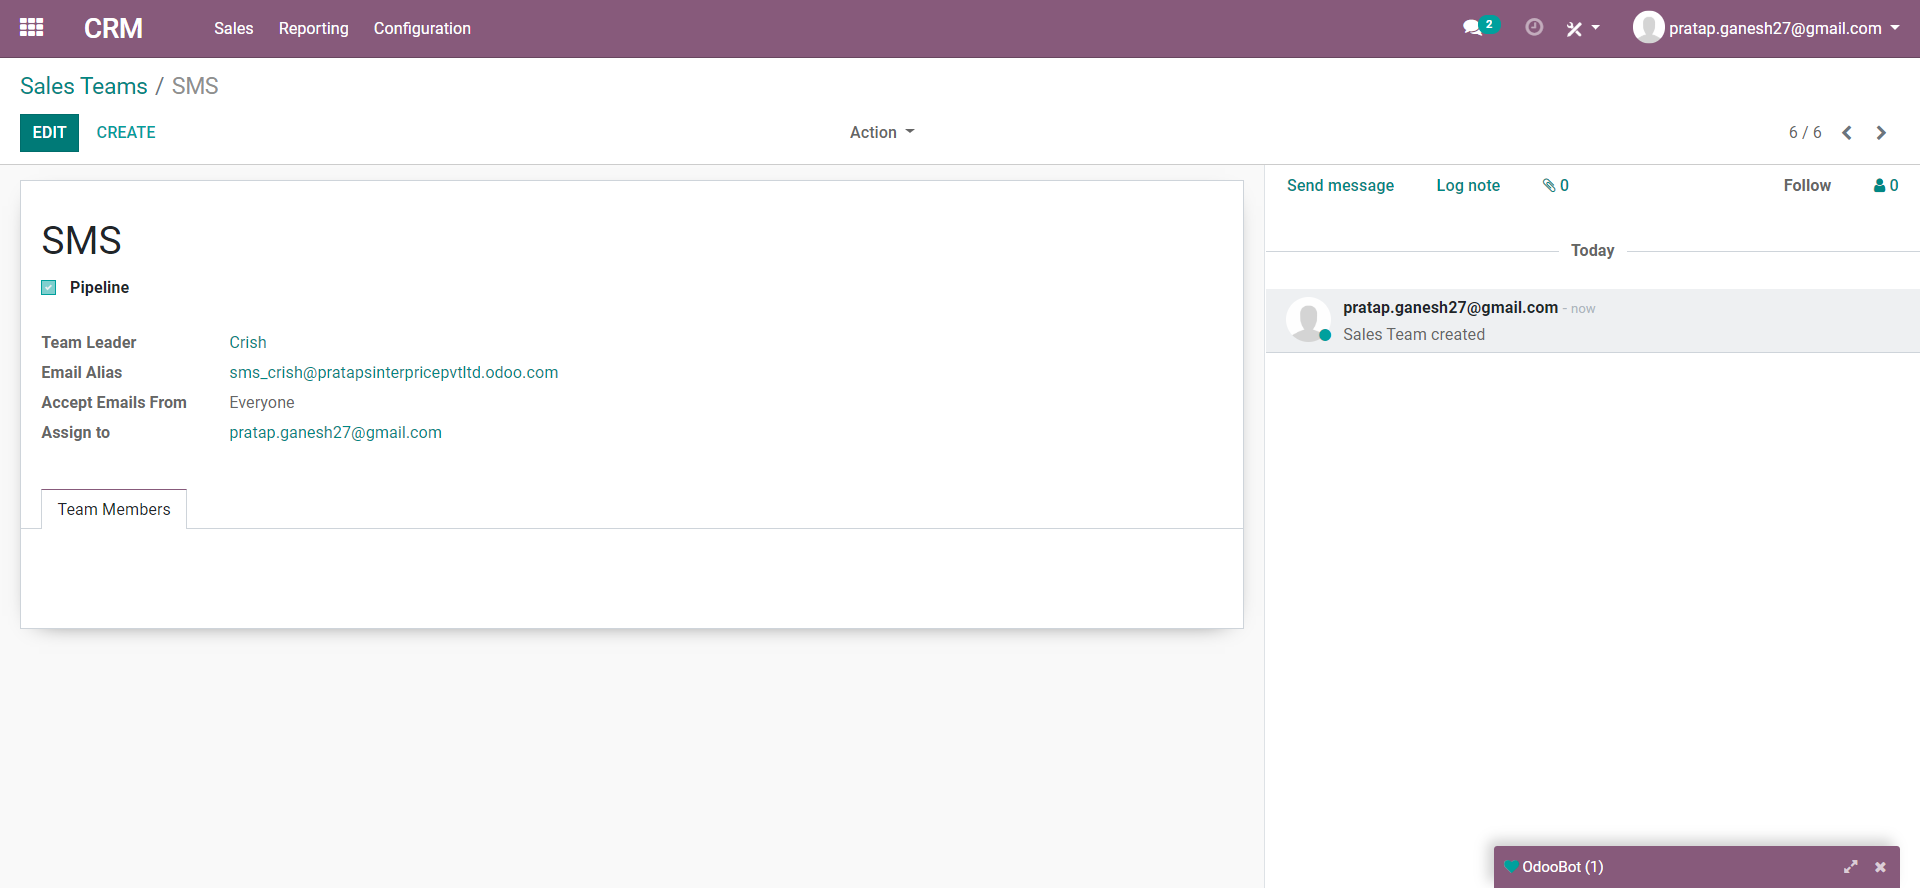 CRM Sales Reporting Configuration 2 pratap.ganesh27@gmail.com
Sales Teams / SMS
EDIT CREATE Action 6 / 6
Send message Log note 0 Follow 0
SMS
Pipeline
Team Leader Crish
Email Alias sms_crish@pratapsinterpricepvtltd.odoo.com
Accept Emails From Everyone
Assign to pratap.ganesh27@gmail.com
Team Members
Today
pratap.ganesh27@gmail.com - now
Sales Team created
OdooBot (1)